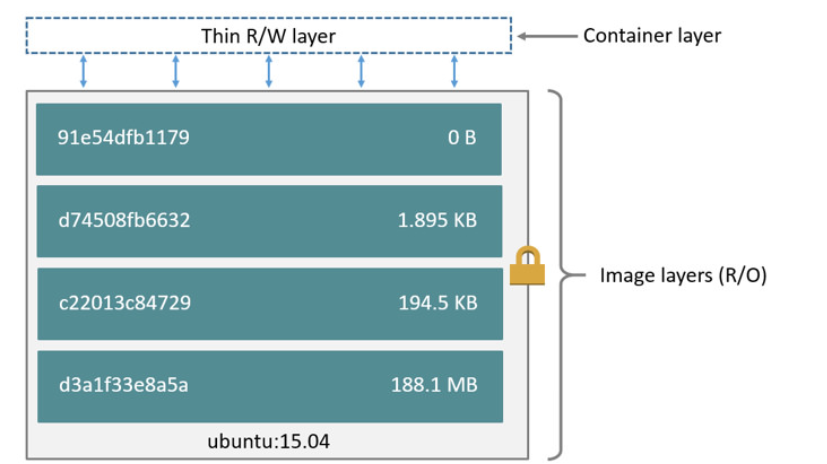 Thin R/W layer
Container layer
91e54dfb1179 0 B
d74508fb6632 1.895 KB
c22013c84729 194.5 KB
Image layers (R/O)
d3a1f33e8a5a 188.1 MB
ubuntu:15.04